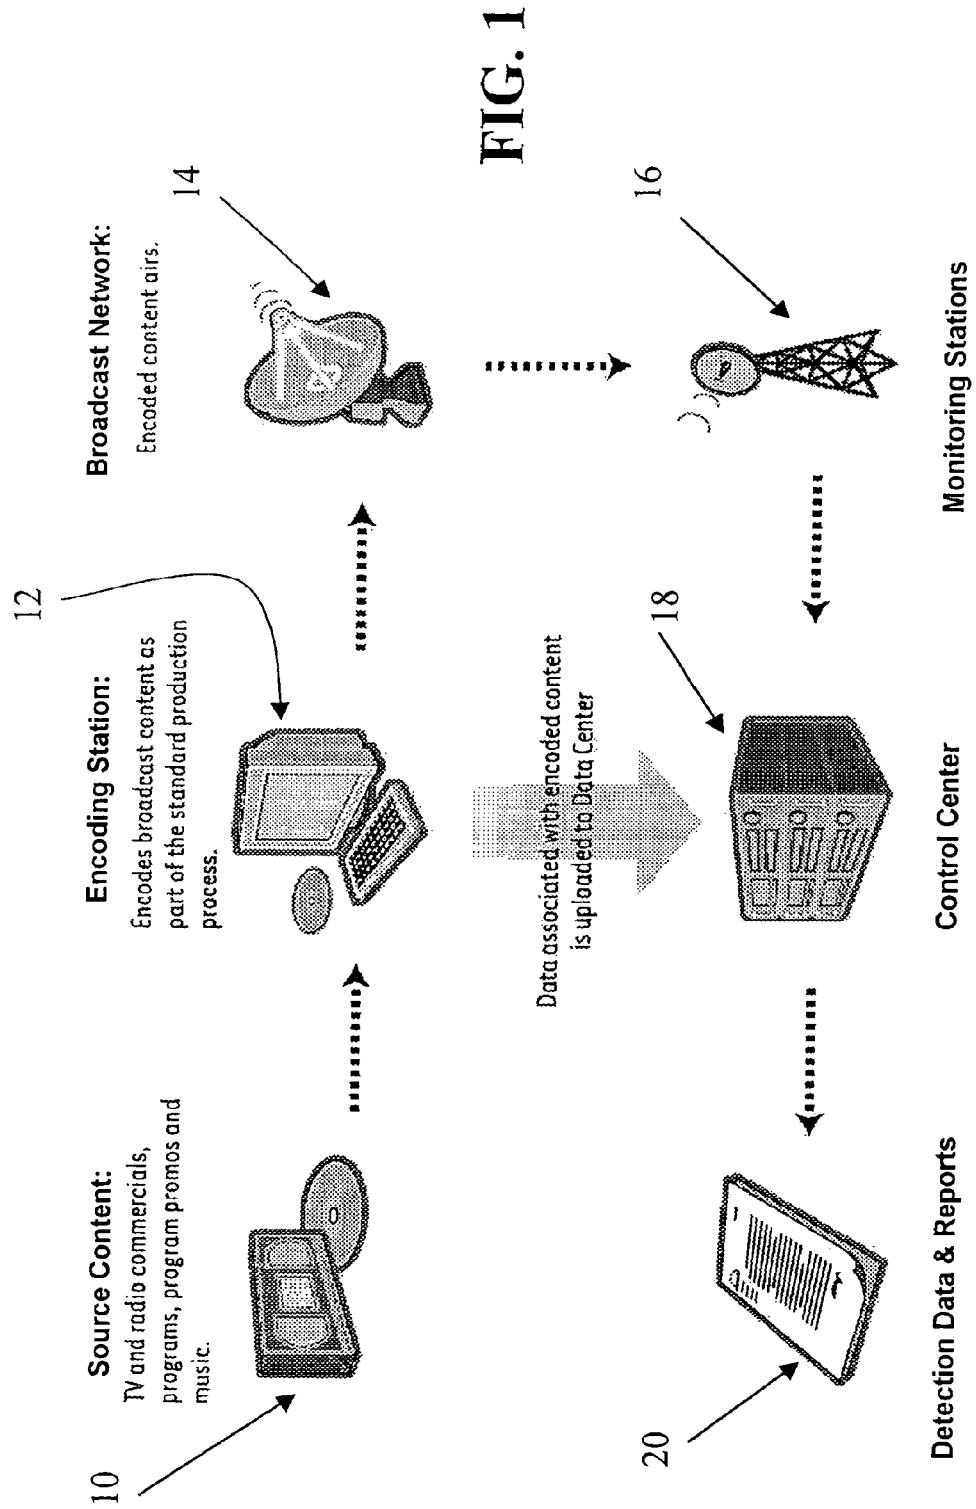 10
Source Content:
TV and radio commercials,
programs, program promos and
music.
12
Encoding Station:
Encodes broadcast content as
part of the standard production
process.
14
Broadcast Network:
Encoded content airs.
Data associated with encoded content
is uploaded to Data Center
20
Detection Data & Reports
18
Control Center
16
Monitoring Stations
FIG. 1